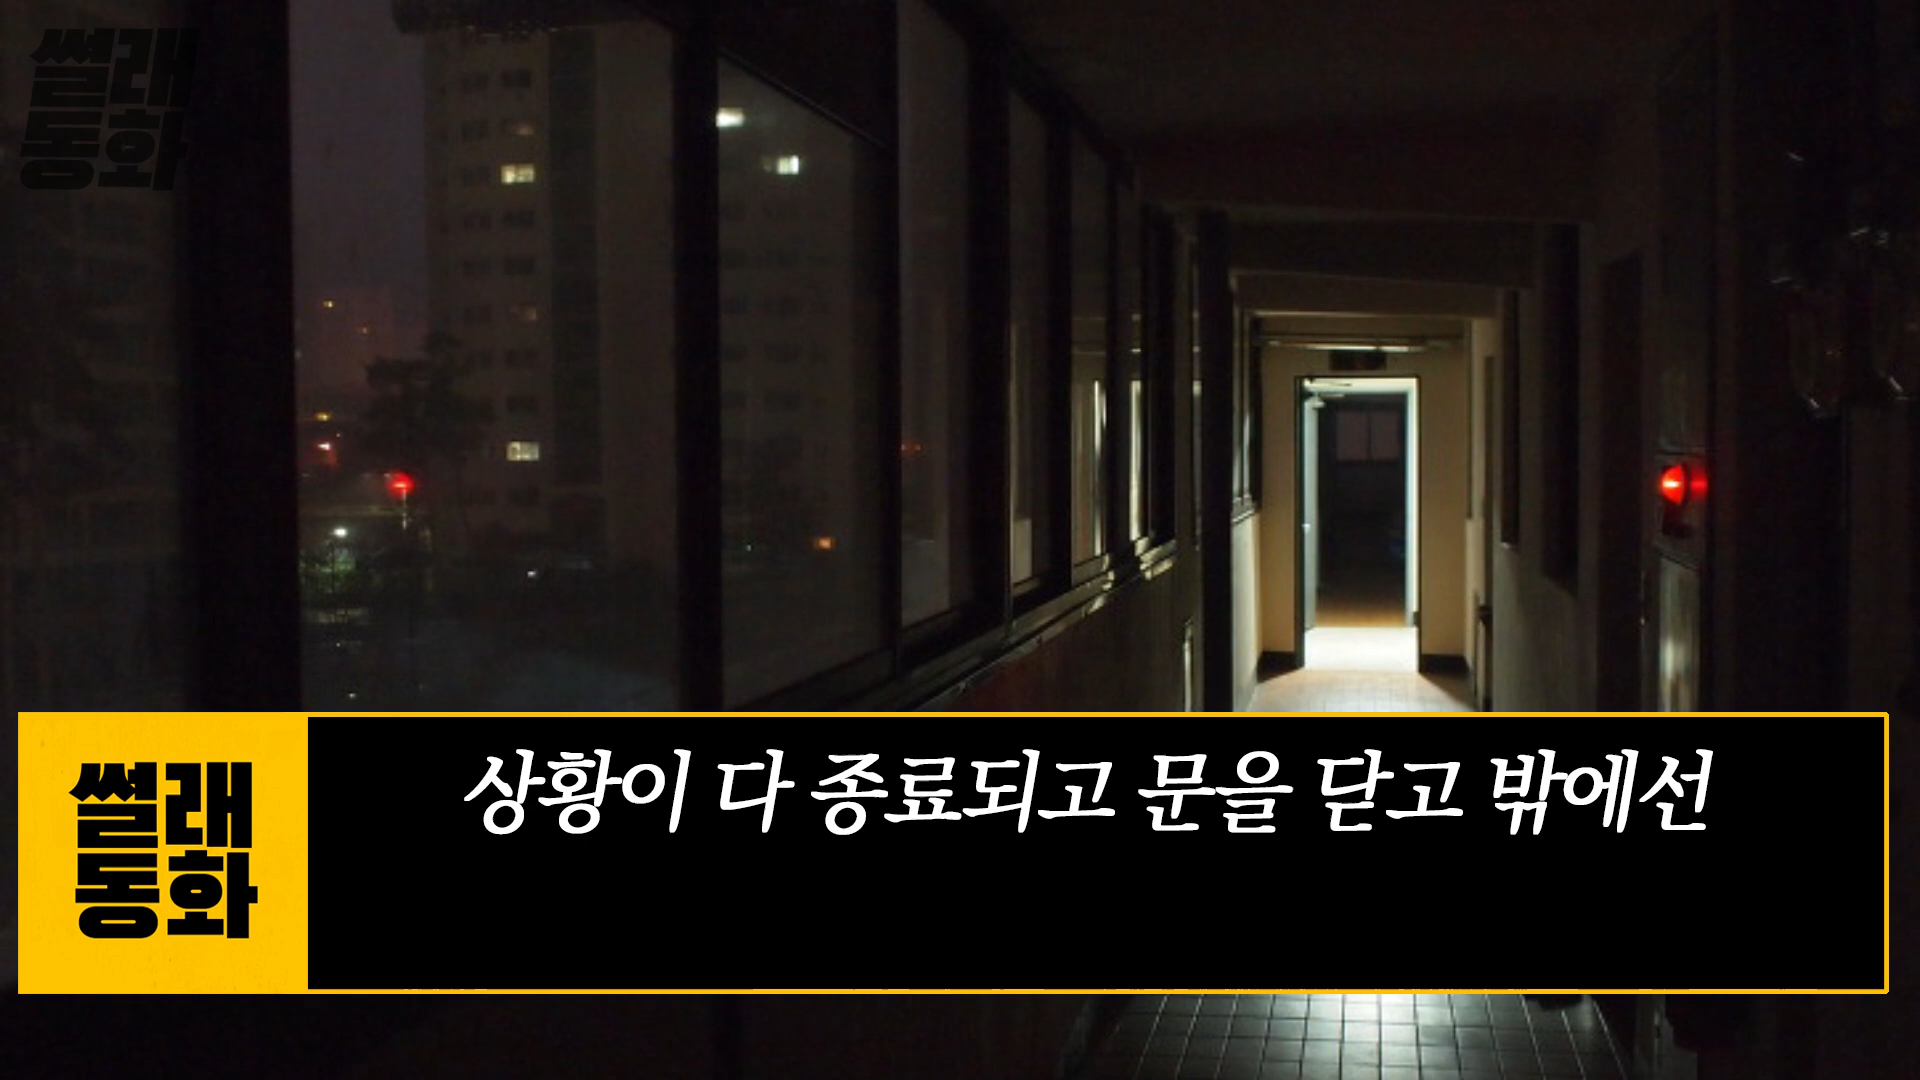 썰래
동화
썰래
동화
상황이 다 종료되고 문을 닫고 밖에선